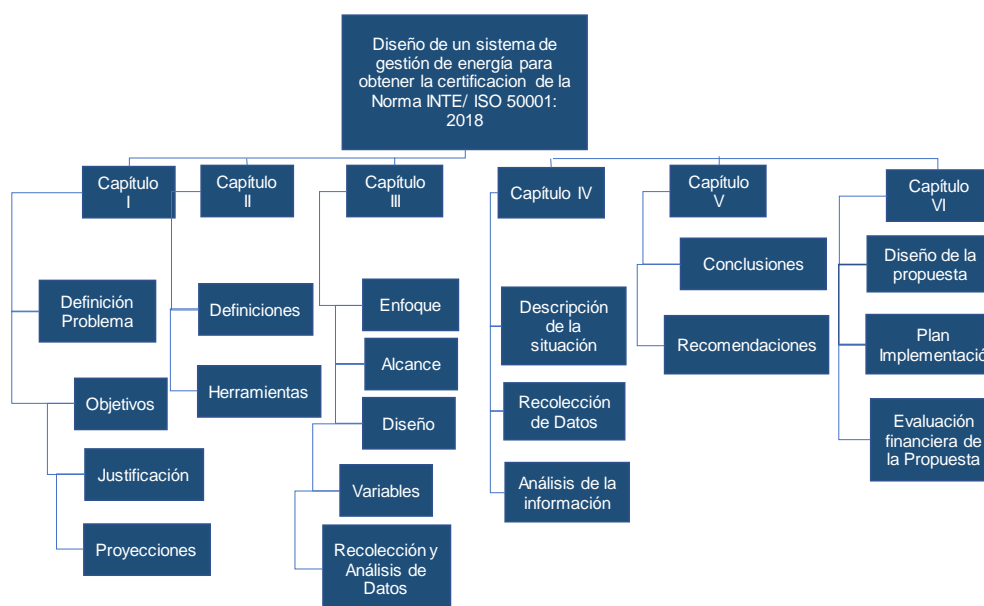 Diseño de un sistema de
gestión de energía para
obtener la certificacion de la
Norma INTE/ ISO 50001:
2018
Capítulo
I
Definición
Problema
Objetivos
Justificación
Proyecciones
Capítulo
II
Definiciones
Herramientas
Capítulo
III
Enfoque
Alcance
Diseño
Variables
Recolección y
Análisis de
Datos
Capítulo IV
Descripción
de la
situación
Recolección
de Datos
Análisis de la
información
Capítulo
V
Conclusiones
Recomendaciones
Capítulo
VI
Diseño de la
propuesta
Plan
Implementació
Evaluación
financiera de
la Propuesta